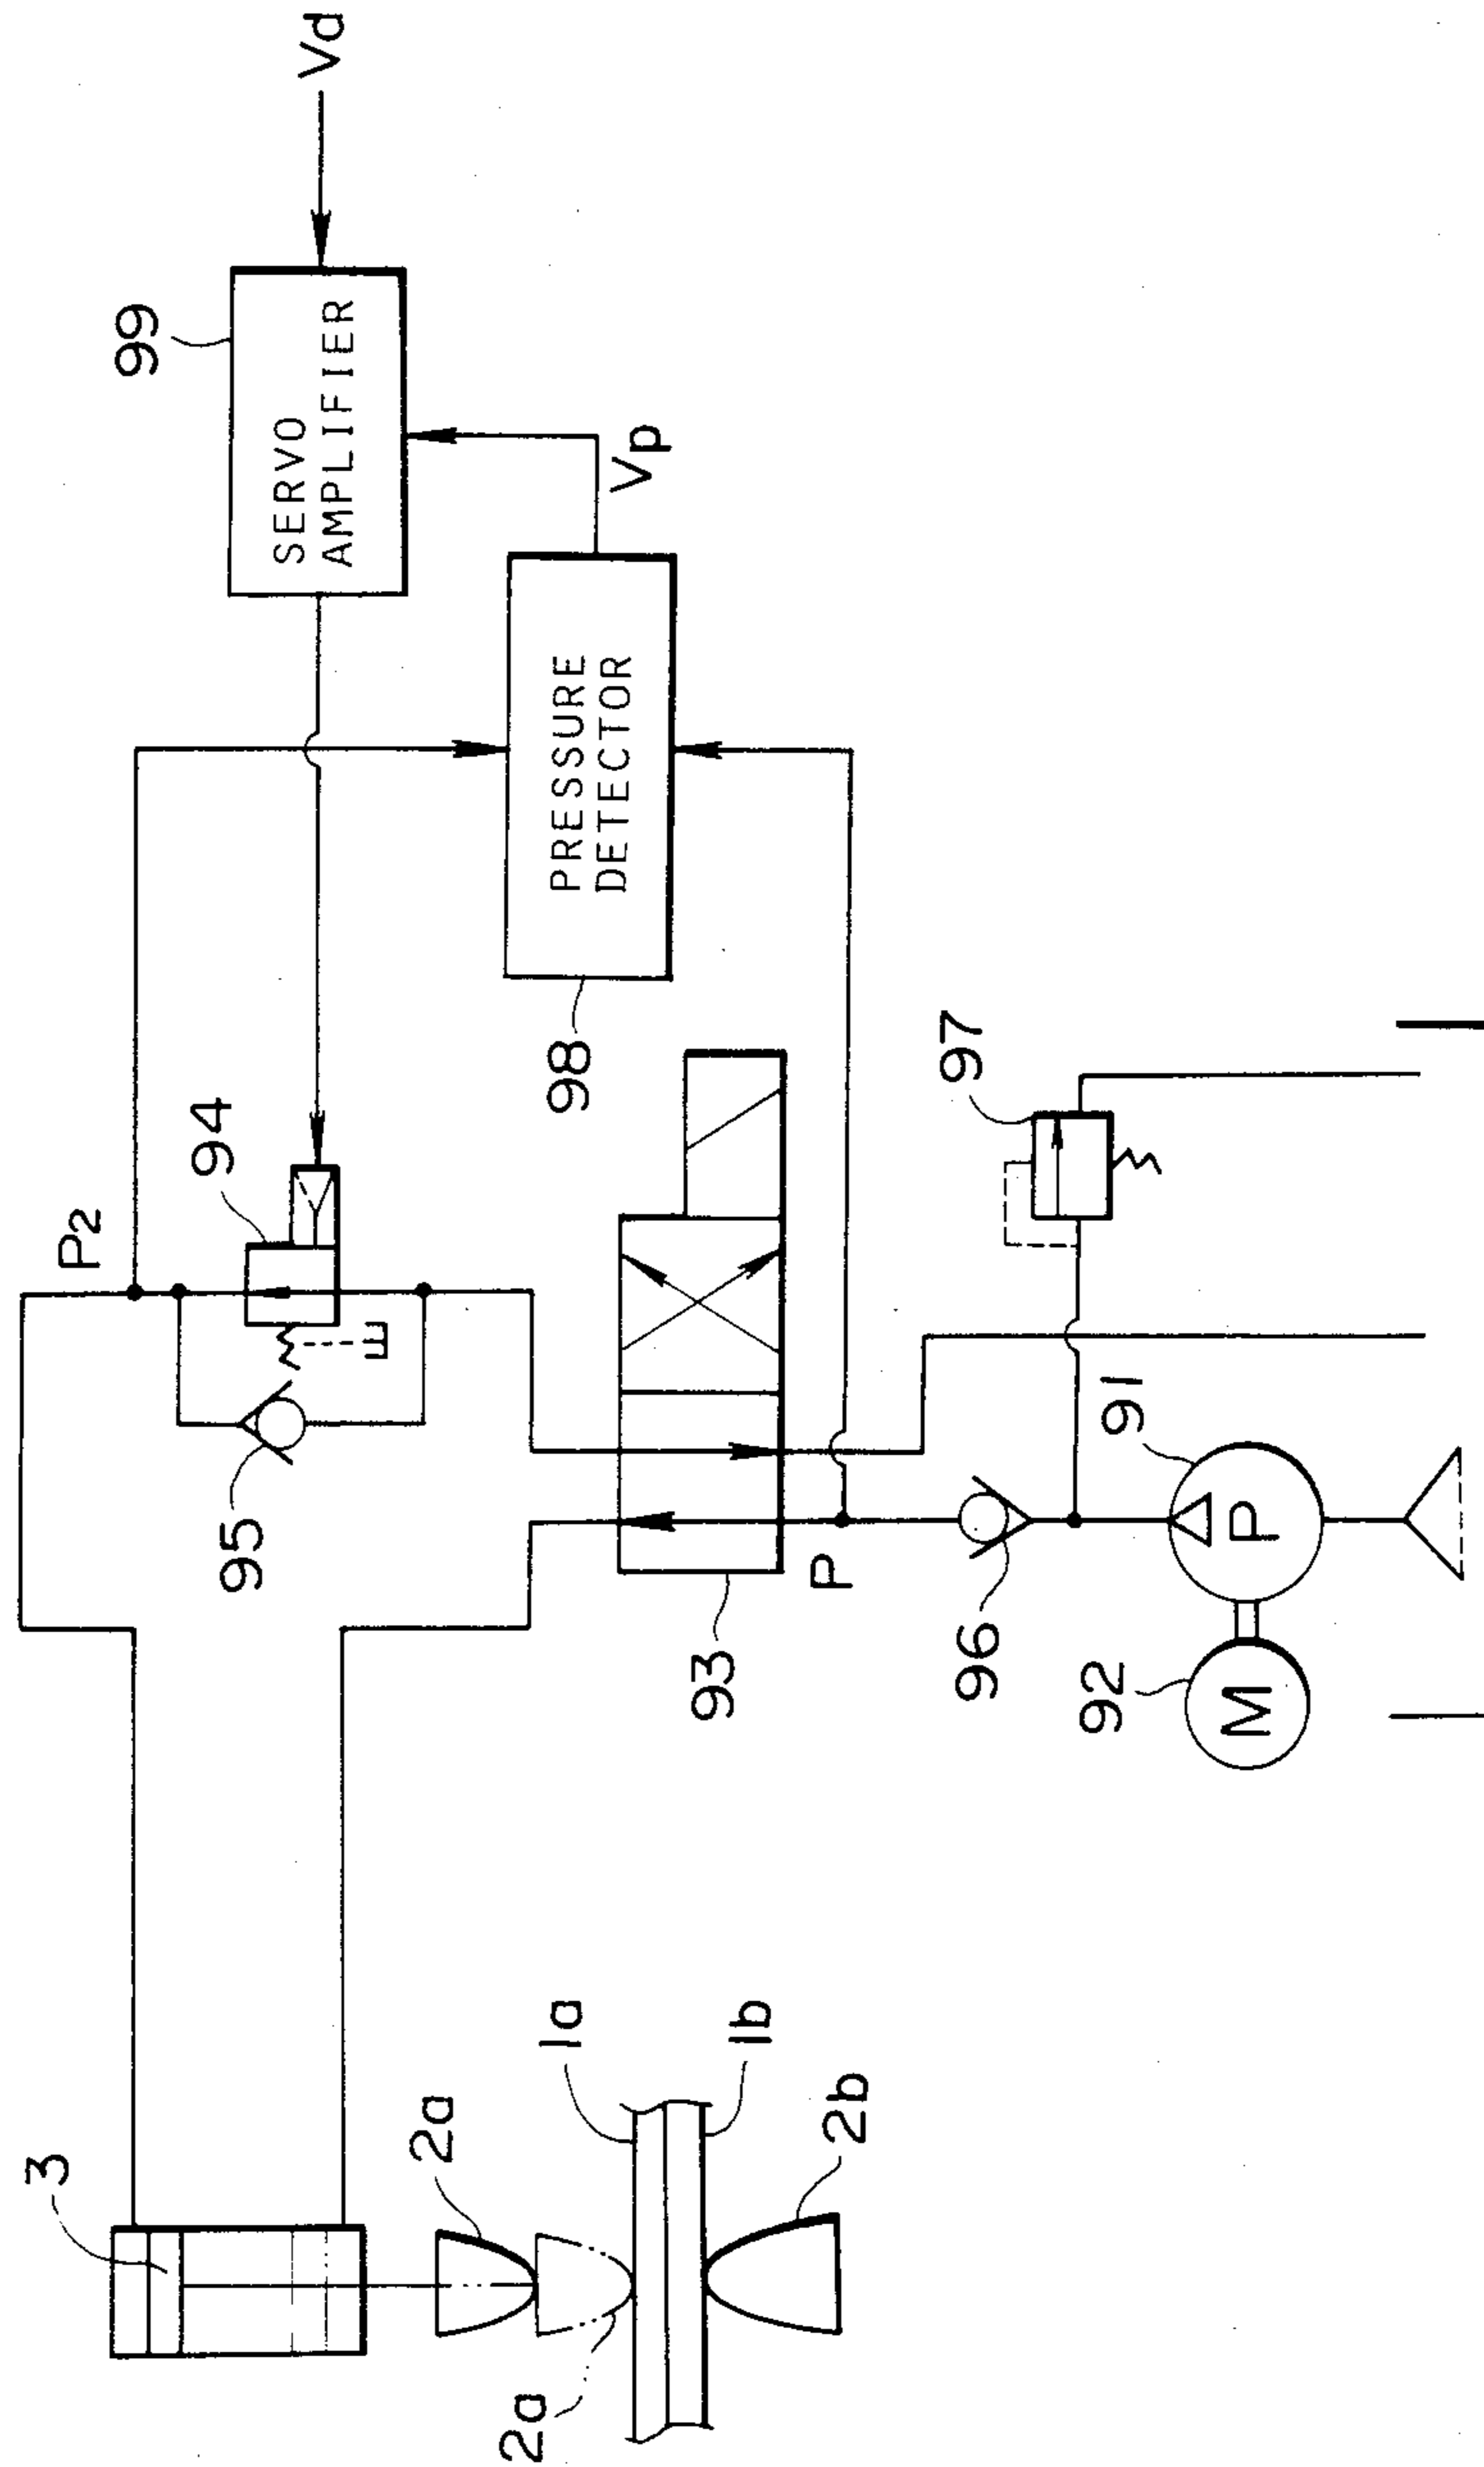 3
2a
2a
1a
1b
2b
P2
95
94
93
P
98
PRESSURE
DETECTOR
99
SERVO
AMPLIFIER
Vd
Vp
96
97
92
M
91
P